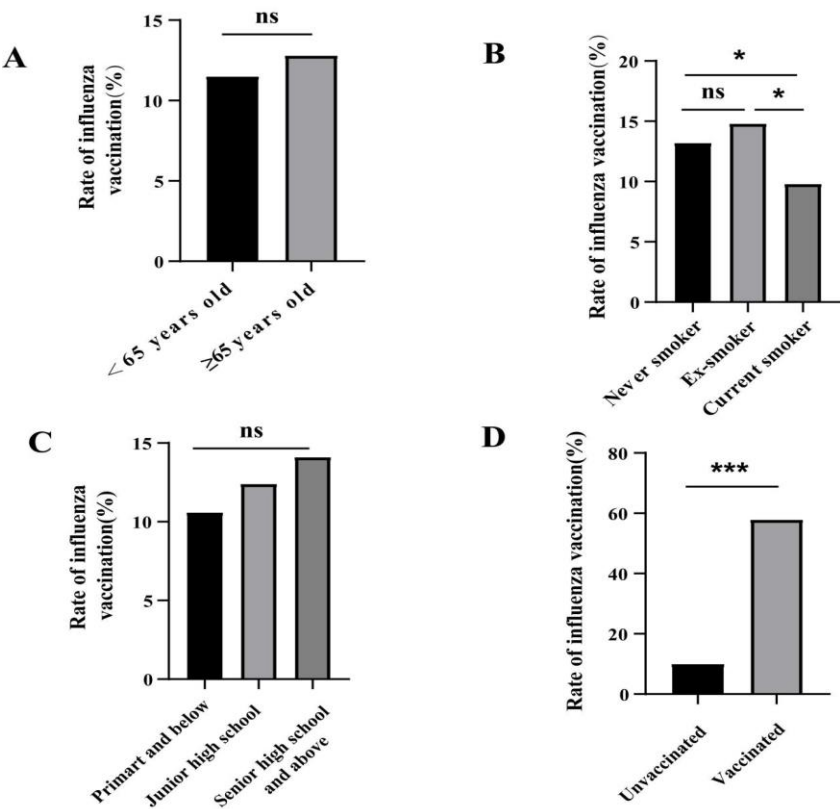 A
Rate of influenza
vaccination(%)
15
10
5
0
ns
< 65 years old
≥65 years old
B
Rate of influenza vaccination(%)
20
15
10
5
0
*
ns
*
Never smoker
Ex-smoker
Current smoker
C
Rate of influenza
vaccination(%)
15
10
5
0
ns
Primart and below
Junior high school
Senior high school
and above
D
Rate of influenza vaccination(%)
80
60
40
20
0
***
Unvaccinated
Vaccinated